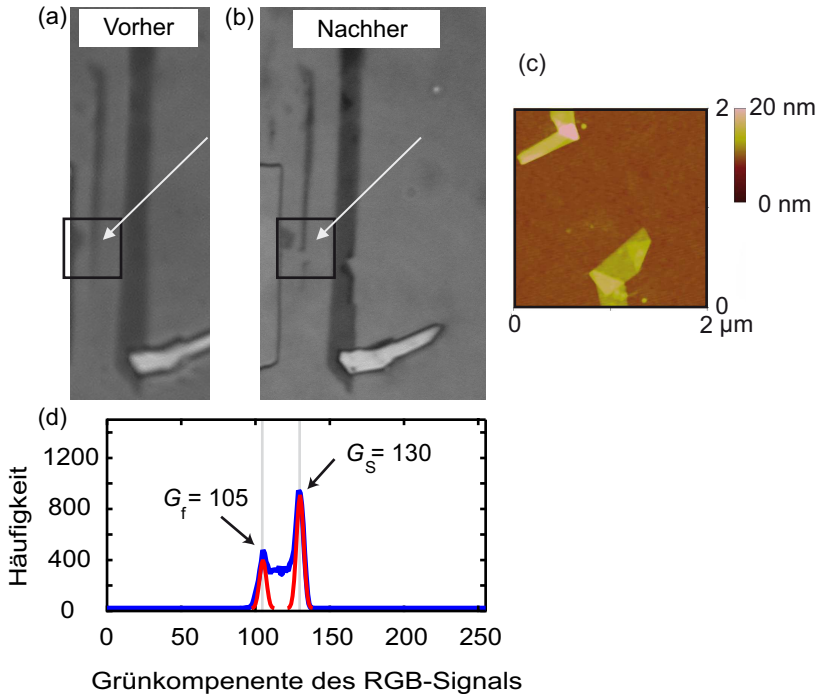 (a)
Vorher
(b)
Nachher
(c)
2
20 nm
0 nm
0
0
2 µm
(d)
1200
800
400
0
Häufigkeit
G_f = 105
G_S = 130
0
50
100
150
200
250
Grünkompenente des RGB-Signals